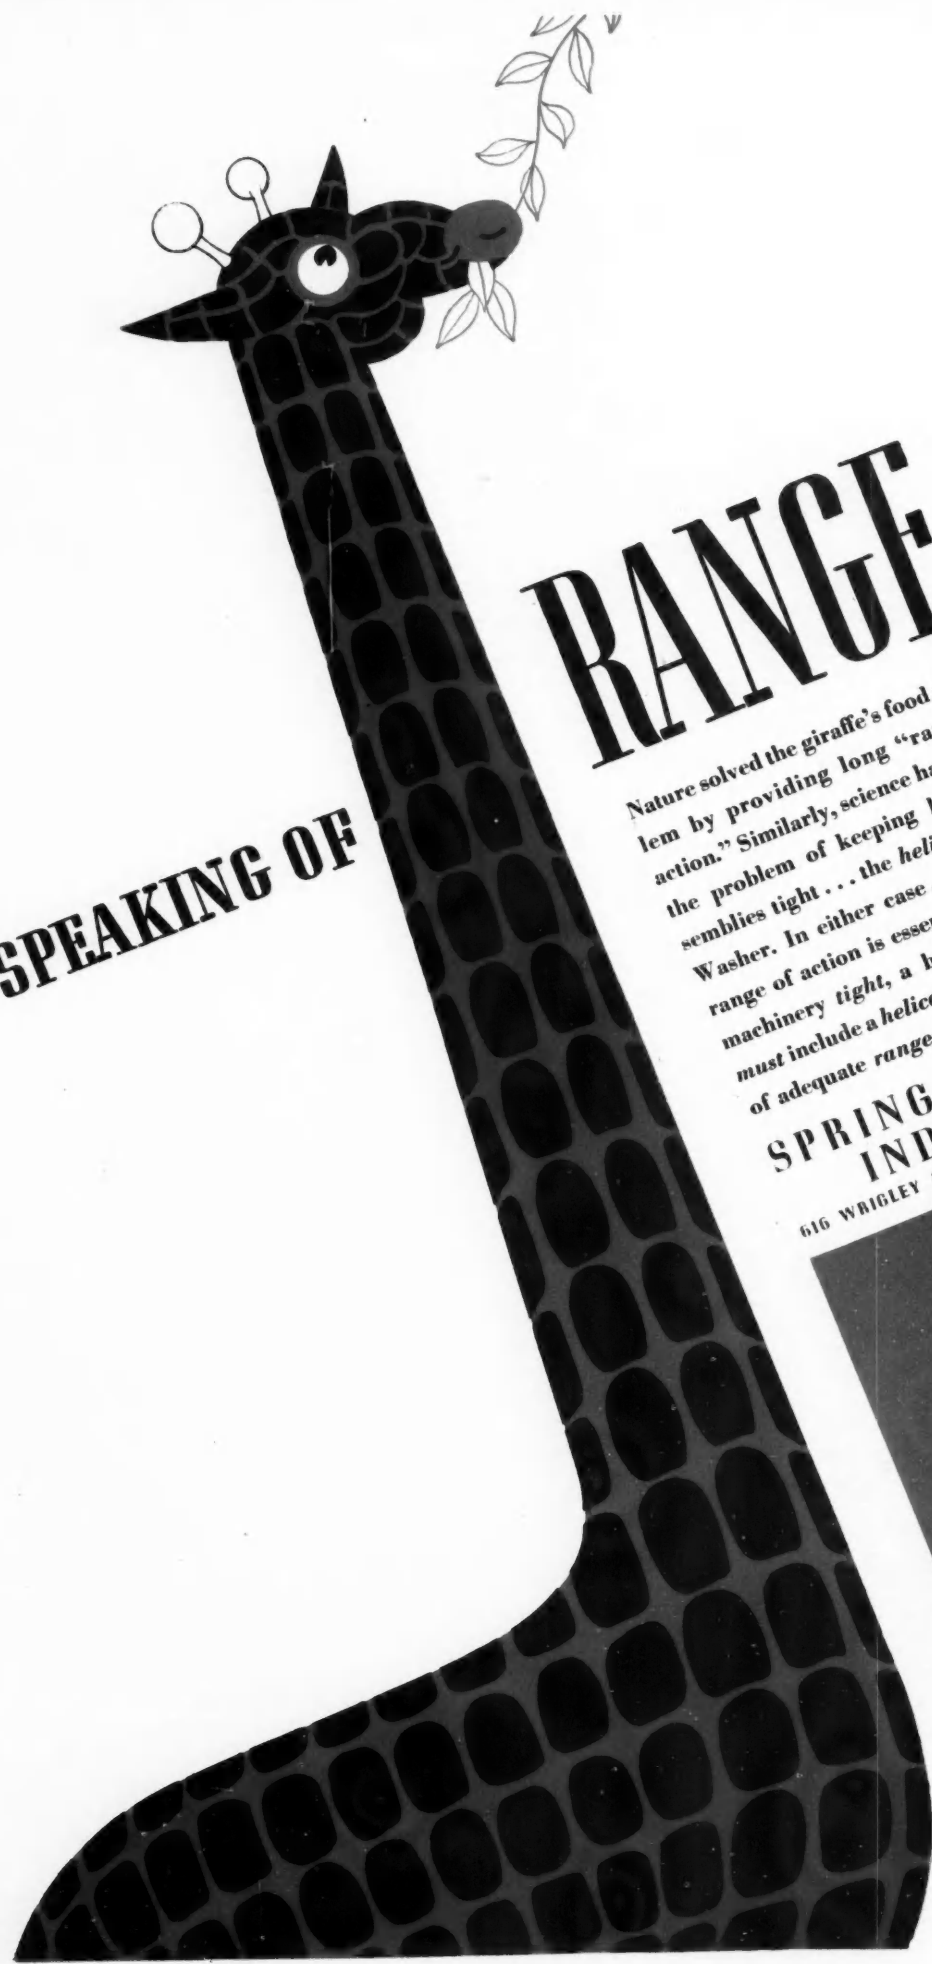 SPEAKING OF
RANGE
Nature solved the giraffe's food
lem by providing long "ra
action." Similarly, science ha
the problem of keeping
semblies tight . . . the heli
Washer. In either case
range of action is esse
machinery tight, a b
must include a helic
of adequate range
SPRING
IND
616 WRIGLEY